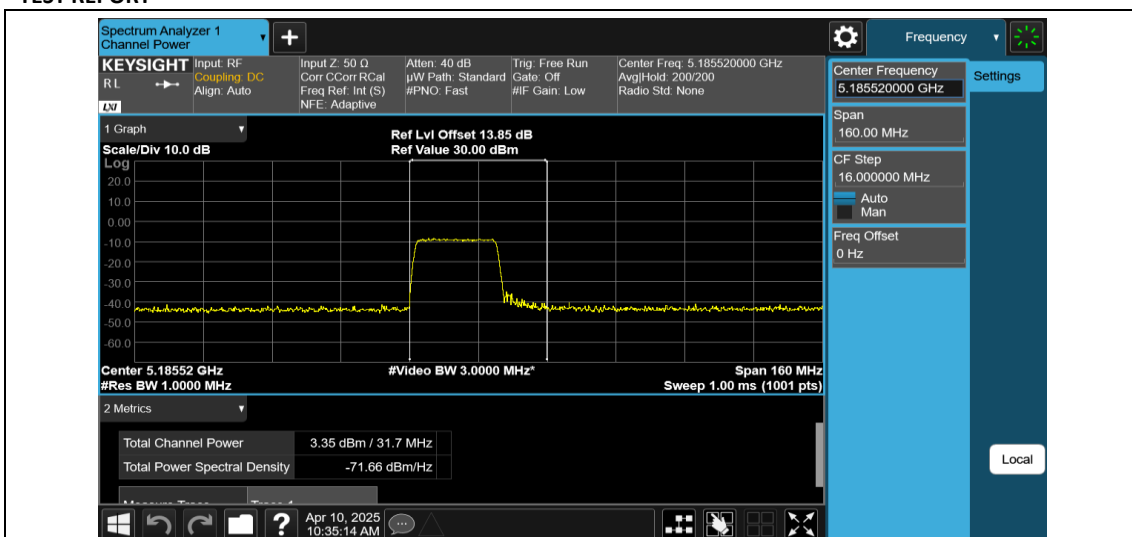 TEST REPORT
Spectrum Analyzer 1
Channel Power
+
Frequency
KEYSIGHT
R L
LXI
Input: RF
Coupling: DC
Align: Auto
Input Z: 50 Ω
Corr CCorr RCal
Freq Ref: Int (S)
NFE: Adaptive
Atten: 40 dB
µW Path: Standard
#PNO: Fast
Trig: Free Run
Gate: Off
#IF Gain: Low
Center Freq: 5.185520000 GHz
Avg|Hold: 200/200
Radio Std: None
Center Frequency
5.185520000 GHz
Settings
Span
160.00 MHz
CF Step
16.000000 MHz
Auto
Man
Freq Offset
0 Hz
1 Graph
Scale/Div 10.0 dB
Ref Lvl Offset 13.85 dB
Ref Value 30.00 dBm
Log
20.0
10.0
0.00
-10.0
-20.0
-30.0
-40.0
-50.0
-60.0
Center 5.18552 GHz
#Video BW 3.0000 MHz*
Span 160 MHz
#Res BW 1.0000 MHz
Sweep 1.00 ms (1001 pts)
2 Metrics
Total Channel Power 3.35 dBm / 31.7 MHz
Total Power Spectral Density -71.66 dBm/Hz
Local
? Apr 10, 2025
10:35:14 AM